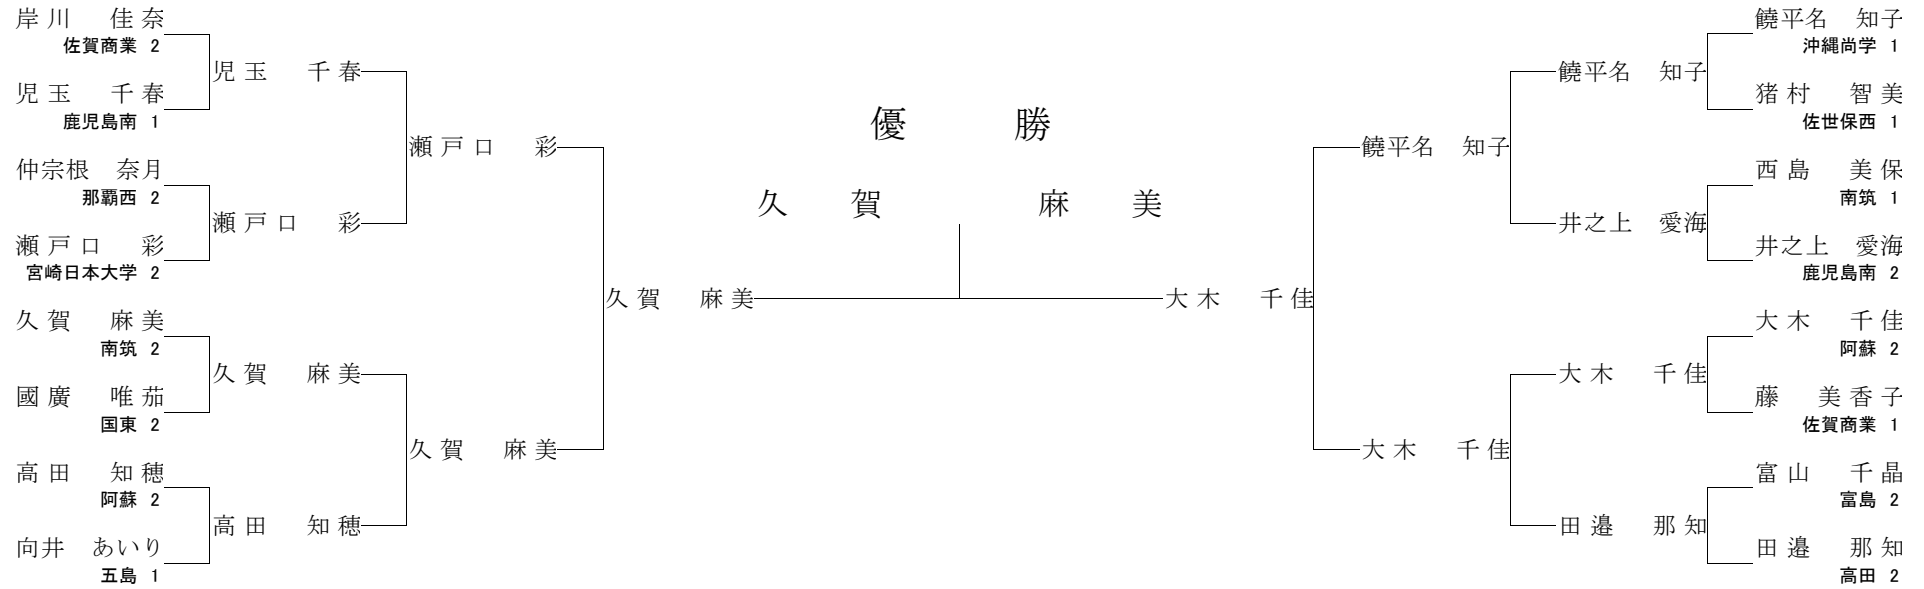 岸川 佳奈
佐賀商業 2
児玉 千春
鹿児島南 1
仲宗根 奈月
那覇西 2
瀬戸口 彩
宮崎日本大学 2
久賀 麻美
南筑 2
國廣 唯茄
国東 2
高田 知穂
阿蘇 2
向井 あいり
五島 1
児玉 千春
瀬戸口 彩
久賀 麻美
高田 知穂
瀬戸口 彩
久賀 麻美
久賀 麻美
優勝
久賀 麻美
大木 千佳
饒平名 知子
大木 千佳
饒平名 知子
井之上 愛海
大木 千佳
田邉 那知
饒平名 知子
沖縄尚学 1
猪村 智美
佐世保西 1
西島 美保
南筑 1
井之上 愛海
鹿児島南 2
大木 千佳
阿蘇 2
藤 美香子
佐賀商業 1
富山 千晶
富島 2
田邉 那知
高田 2